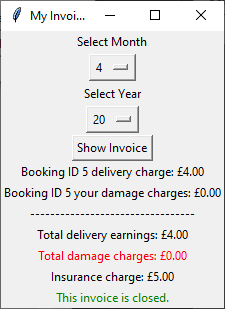 My Invoi...
Select Month
4
Select Year
20
Show Invoice
Booking ID 5 delivery charge: £4.00
Booking ID 5 your damage charges: £0.00
---------------------------------
Total delivery earnings: £4.00
Total damage charges: £0.00
Insurance charge: £5.00
This invoice is closed.